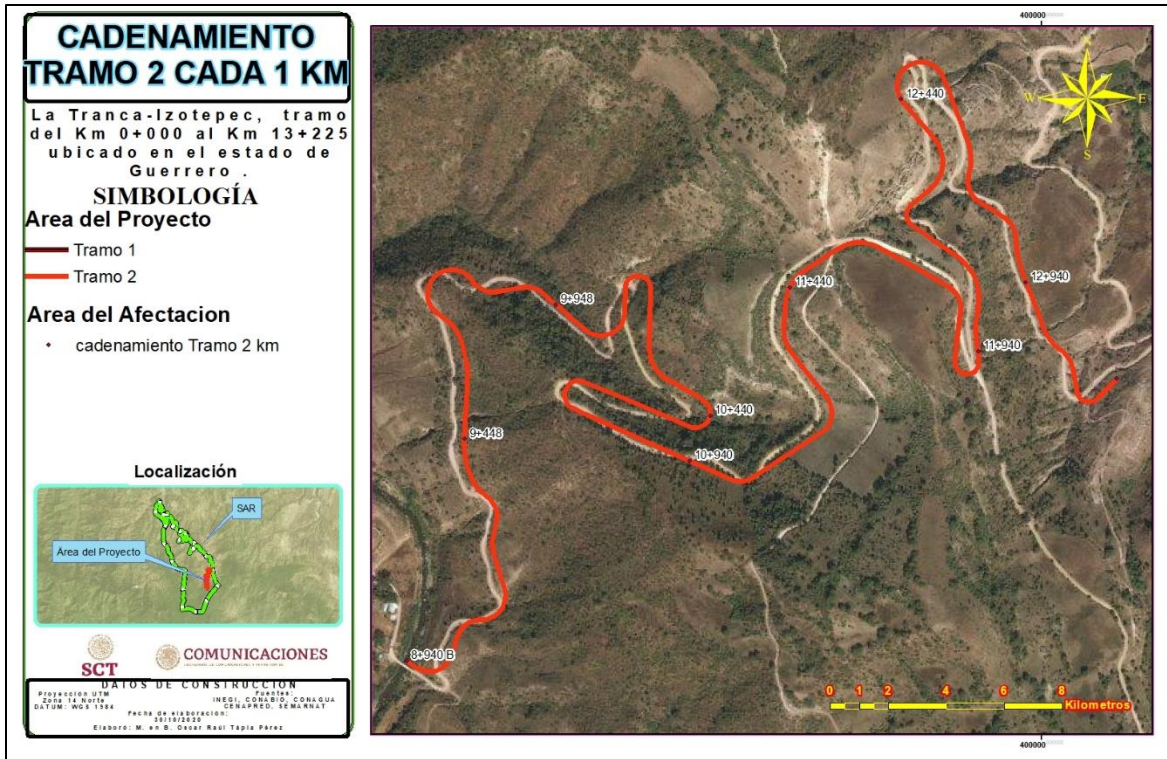 CADENAMIENTO
TRAMO 2 CADA 1 KM
La Tranca-Izotepec, tramo
del Km 0+000 al Km 13+225
ubicado en el estado de
Guerrero .
SIMBOLOGÍA
Area del Proyecto
Tramo 1
Tramo 2
Area del Afectacion
cadenamiento Tramo 2 km
Localización
SAR
Área del Proyecto
SCT
COMUNICACIONES
DATOS DE CONSTRUCCION
Proyección UTM
Zona 14 Norte
DATUM: WGS 1984
Fuentes:
INEGI, CONABIO, CONAGUA
CENAPRED, SEMARNAT
Fecha de elaboración:
30/10/2020
Elaboró: M. en B. Oscar Raúl Tapia Pérez
400000
N
W
E
S
12+440
9+948
11+440
12+940
11+940
10+440
9+448
10+940
8+940 B
0 1 2 4 6 8
Kilometros
400000